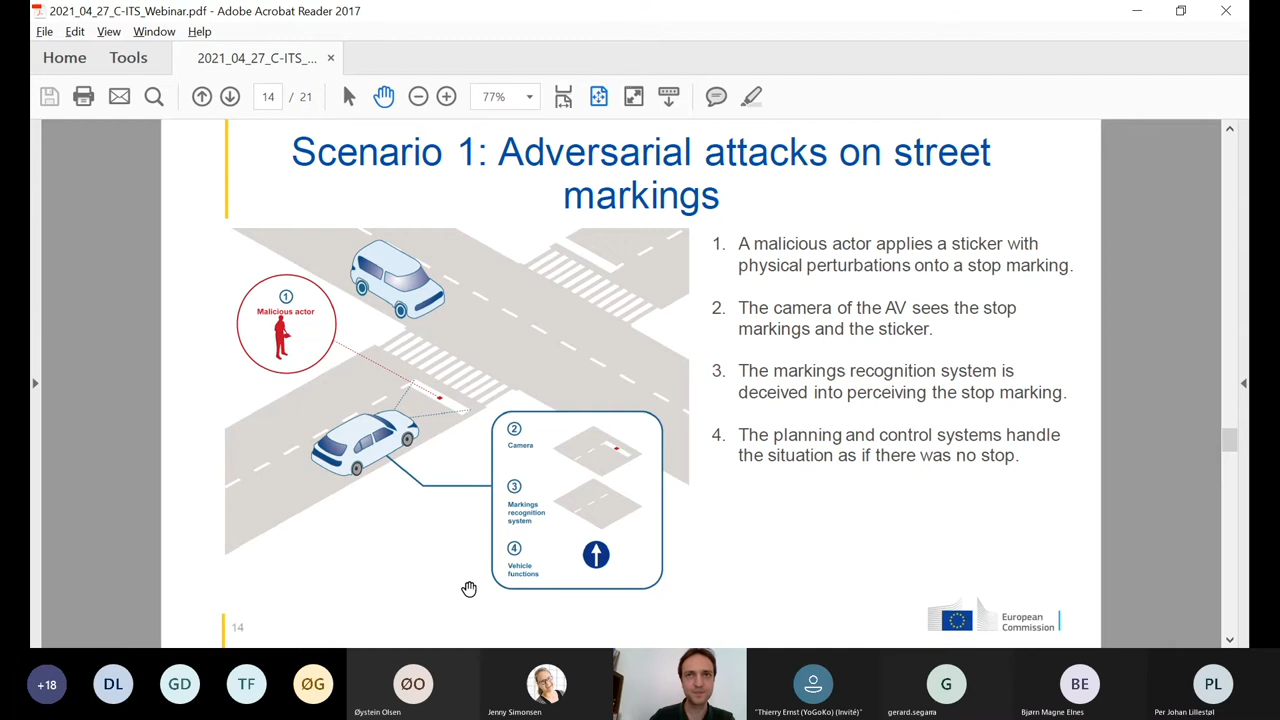 2021_04_27_C-ITS_Webinar.pdf - Adobe Acrobat Reader 2017
File Edit View Window Help
Home Tools 2021_04_27_C-ITS_... ×
14 / 21 77%
Scenario 1: Adversarial attacks on street
markings
1
Malicious actor
2
Camera
3
Markings
recognition
system
4
Vehicle
functions
1. A malicious actor applies a sticker with
physical perturbations onto a stop marking.
2. The camera of the AV sees the stop
markings and the sticker.
3. The markings recognition system is
deceived into perceiving the stop marking.
4. The planning and control systems handle
the situation as if there was no stop.
14
European
Commission
+18 DL GD TF ØG ØO G BE PL
Øystein Olsen Jenny Simonsen "Thierry Ernst (YoGoKo) (Invité)" gerard.segarra Bjørn Magne Elnes Per Johan Lillestøl